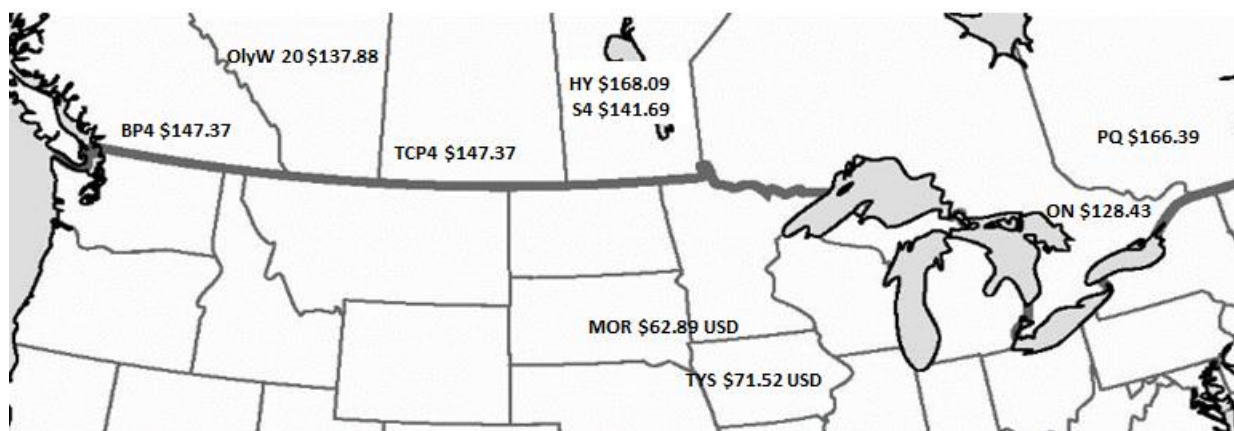 OlyW 20 $137.88
HY $168.09
S4 $141.69
BP4 $147.37
TCP4 $147.37
PQ $166.39
ON $128.43
MOR $62.89 USD
TYS $71.52 USD